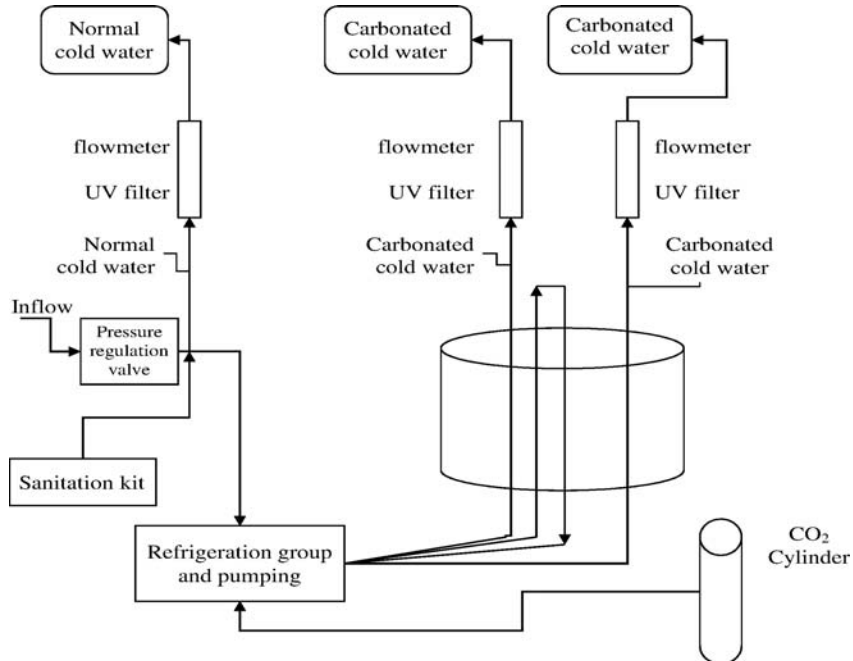 Normal
cold water
Carbonated
cold water
Carbonated
cold water
flowmeter
UV filter
flowmeter
UV filter
flowmeter
UV filter
Normal
cold water
Carbonated
cold water
Carbonated
cold water
Inflow
Pressure
regulation
valve
Sanitation kit
Refrigeration group
and pumping
CO₂
Cylinder